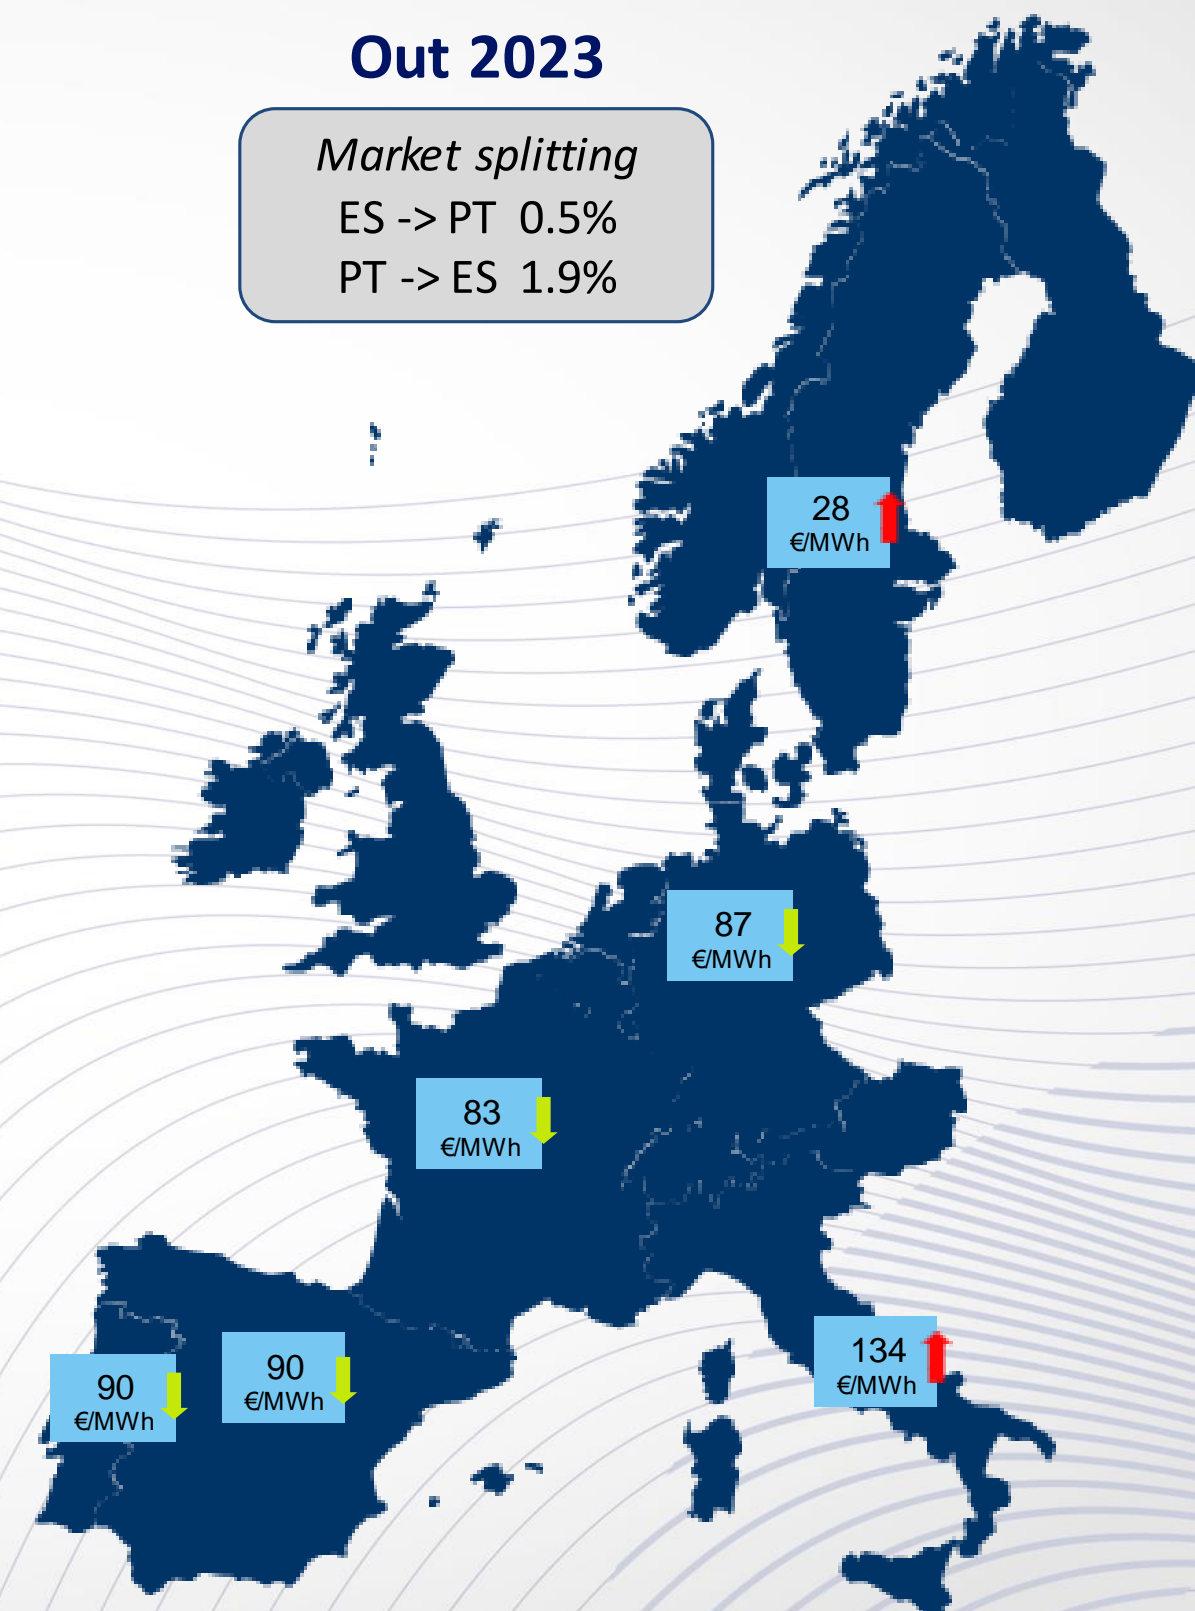 Out 2023
Market splitting
ES -> PT 0.5%
PT -> ES 1.9%
28
€/MWh
87
€/MWh
83
€/MWh
90
€/MWh
90
€/MWh
134
€/MWh